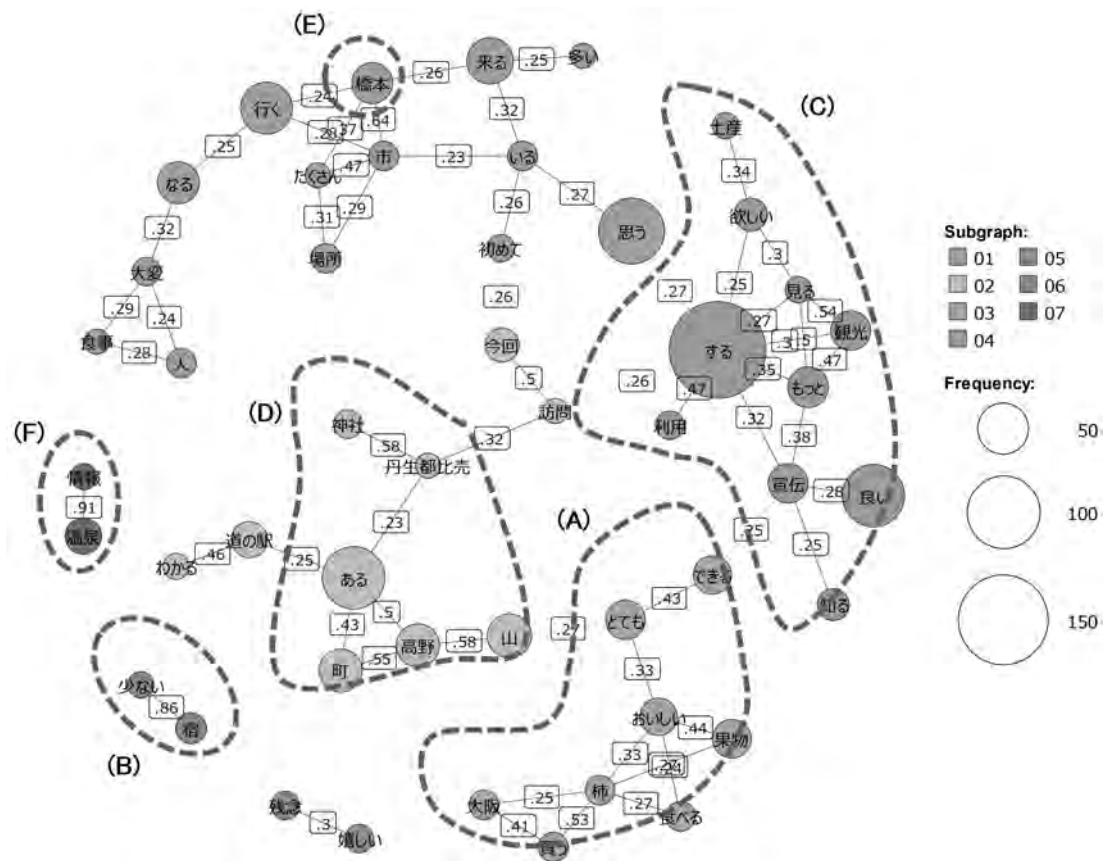 (E)
橋本
.26
来る
.25
多い
行く
.24
.28
.37
.64
.32
(C)
土産
.25
たくさん
.47
市
.23
いる
.34
なる
.31
.29
.26
.27
欲しい
思う
初めて
場所
.32
.25
.3
大変
.26
.27
見る
.29
.24
.27
.54
食事
.28
人
今回
する
.3
.5
観光
.47
.35
もっと
.5
.26
.47
.32
訪問
利用
.38
(D)
神社
.58
.32
丹生都比売
宣伝
.28
良い
(F)
情報
.91
温泉
.23
(A)
.25
.25
道の駅
.46
わかる
.25
ある
できる
.43
知る
.5
とても
.43
高野
.58
山
.55
町
.33
少ない
.86
宿
おいしい
.44
果物
.33
(B)
柿
.27
食べる
大阪
.25
.53
.41
買う
残念
.3
嬉しい
Subgraph:
01
05
02
06
03
07
04
Frequency:
50
100
150